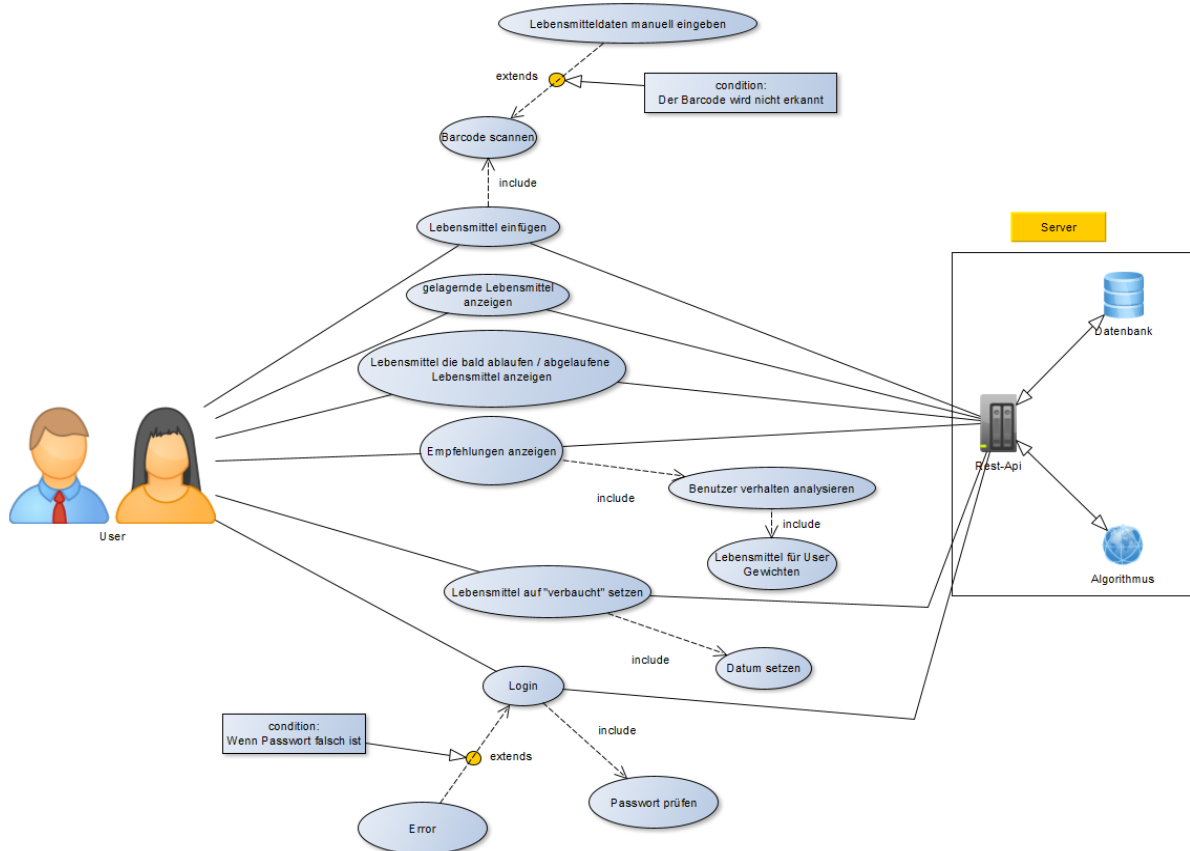 Lebensmitteldaten manuell eingeben
extends
condition:
Der Barcode wird nicht erkannt
Barcode scannen
include
Lebensmittel einfügen
Server
gelagernde Lebensmittel
anzeigen
Datenbank
Lebensmittel die bald ablaufen / abgelaufene
Lebensmittel anzeigen
Empfehlungen anzeigen
Rest-Api
include
Benutzer verhalten analysieren
include
User
Lebensmittel für User
Gewichten
Algorithmus
Lebensmittel auf "verbaucht" setzen
include
Datum setzen
Login
condition:
Wenn Passwort falsch ist
include
extends
Passwort prüfen
Error